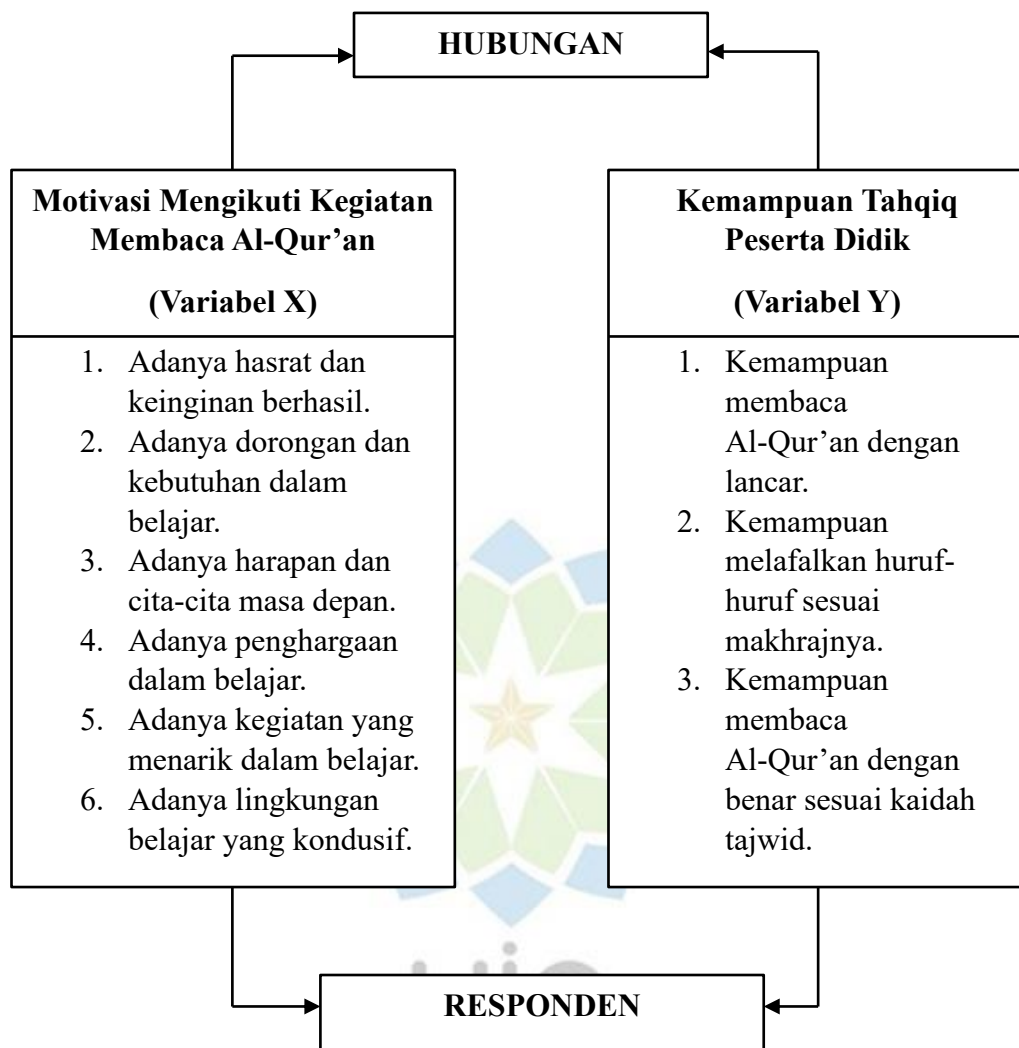 HUBUNGAN
Motivasi Mengikuti Kegiatan
Membaca Al-Qur’an
(Variabel X)
1. Adanya hasrat dan
keinginan berhasil.
2. Adanya dorongan dan
kebutuhan dalam
belajar.
3. Adanya harapan dan
cita-cita masa depan.
4. Adanya penghargaan
dalam belajar.
5. Adanya kegiatan yang
menarik dalam belajar.
6. Adanya lingkungan
belajar yang kondusif.
Kemampuan Tahqiq
Peserta Didik
(Variabel Y)
1. Kemampuan
membaca
Al-Qur’an dengan
lancar.
2. Kemampuan
melafalkan huruf-
huruf sesuai
makhrajnya.
3. Kemampuan
membaca
Al-Qur’an dengan
benar sesuai kaidah
tajwid.
RESPONDEN